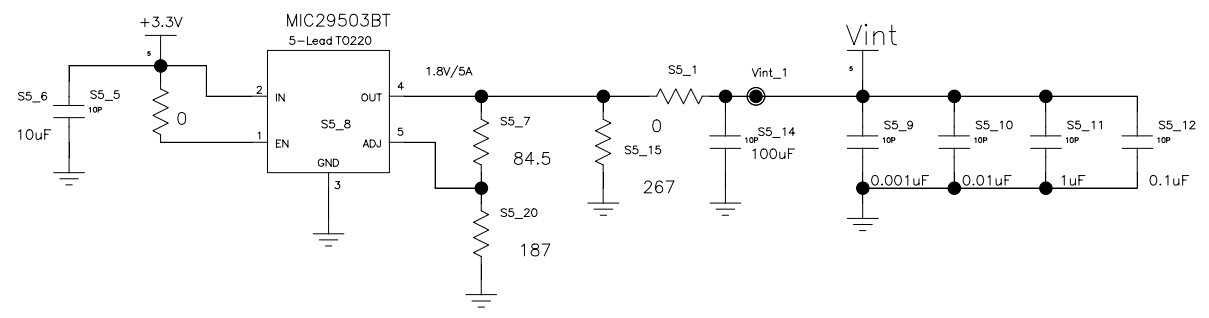 +3.3V
5
S5_6
S5_5
10P
10uF
0
MIC29503BT
5-Lead TO220
2
IN
1
EN
S5_8
GND
3
OUT
4
ADJ
5
1.8V/5A
S5_7
84.5
S5_20
187
S5_15
267
S5_1
0
Vint_1
S5_14
10P
100uF
Vint
5
S5_9
10P
0.001uF
S5_10
10P
0.01uF
S5_11
10P
1uF
S5_12
10P
0.1uF